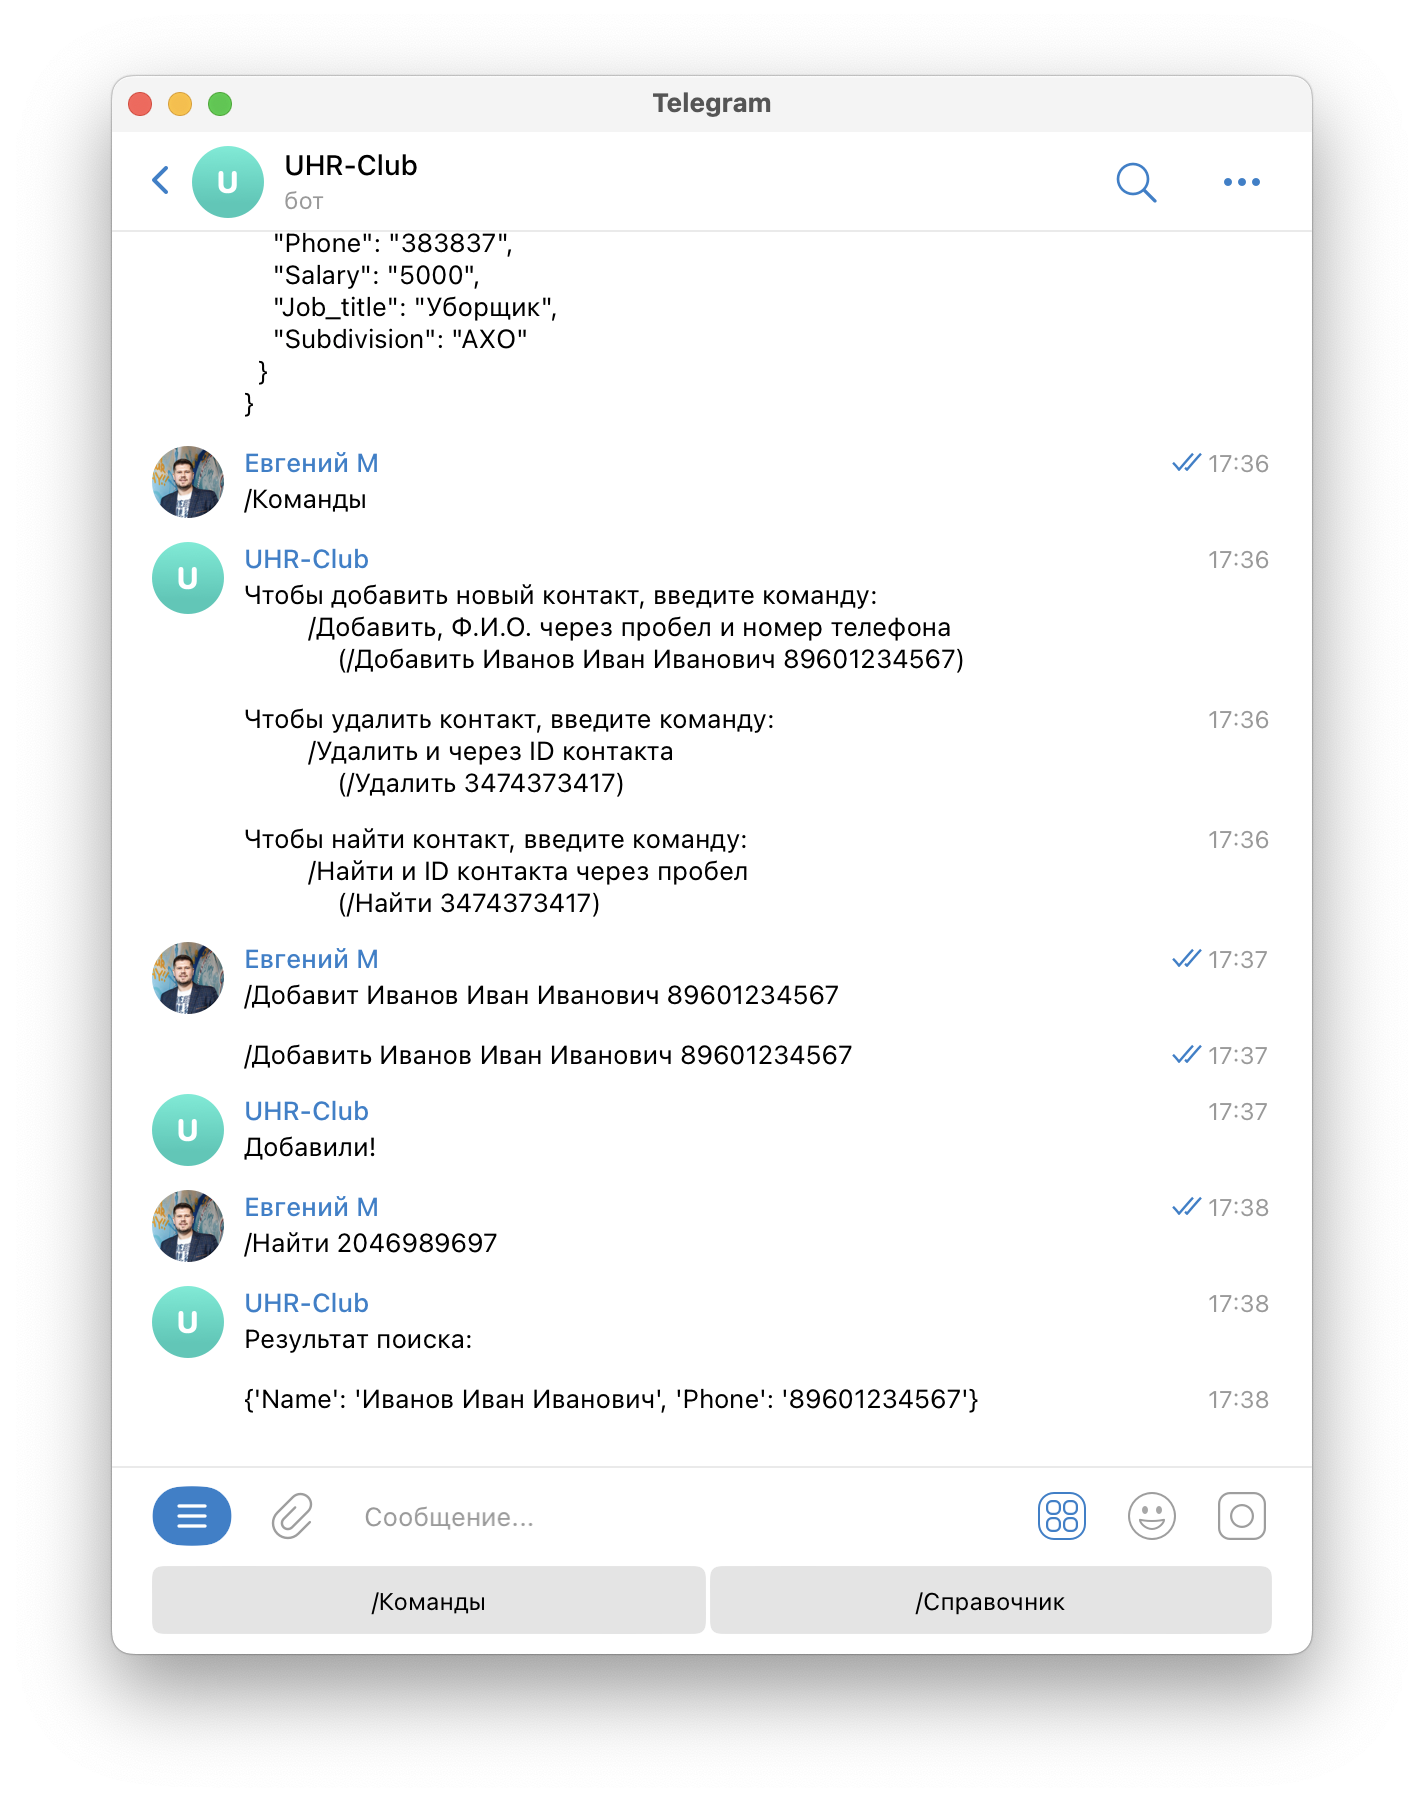 Telegram
U
UHR-Club
бот
"Phone": "383837",
"Salary": "5000",
"Job_title": "Уборщик",
"Subdivision": "АХО"
}
}
Евгений М 17:36
/Команды
U
UHR-Club 17:36
Чтобы добавить новый контакт, введите команду:
/Добавить, Ф.И.О. через пробел и номер телефона
(/Добавить Иванов Иван Иванович 89601234567)
Чтобы удалить контакт, введите команду: 17:36
/Удалить и через ID контакта
(/Удалить 3474373417)
Чтобы найти контакт, введите команду: 17:36
/Найти и ID контакта через пробел
(/Найти 3474373417)
Евгений М 17:37
/Добавит Иванов Иван Иванович 89601234567
/Добавить Иванов Иван Иванович 89601234567 17:37
U
UHR-Club 17:37
Добавили!
Евгений М 17:38
/Найти 2046989697
U
UHR-Club 17:38
Результат поиска:
{'Name': 'Иванов Иван Иванович', 'Phone': '89601234567'} 17:38
Сообщение...
/Команды /Справочник